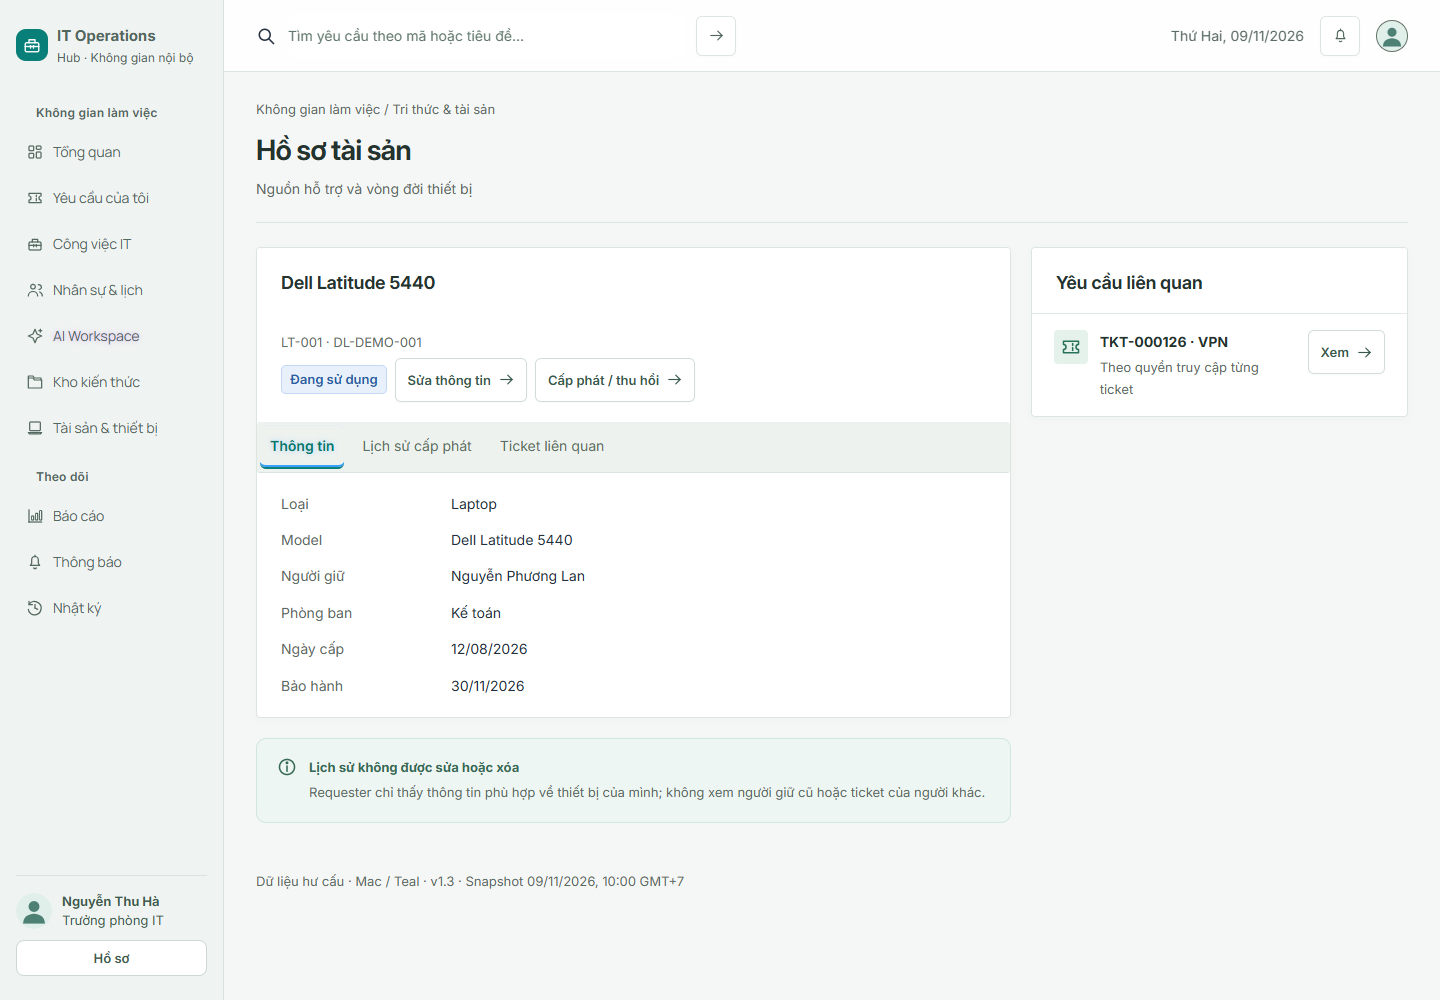 IT Operations
Hub · Không gian nội bộ
Không gian làm việc
Tổng quan
Yêu cầu của tôi
Công việc IT
Nhân sự & lịch
AI Workspace
Kho kiến thức
Tài sản & thiết bị
Theo dõi
Báo cáo
Thông báo
Nhật ký
Nguyễn Thu Hà
Trưởng phòng IT
Hồ sơ
Tìm yêu cầu theo mã hoặc tiêu đề...
Thứ Hai, 09/11/2026
Không gian làm việc / Tri thức & tài sản
Hồ sơ tài sản
Nguồn hỗ trợ và vòng đời thiết bị
Dell Latitude 5440
LT-001 · DL-DEMO-001
Đang sử dụng
Sửa thông tin →
Cấp phát / thu hồi →
Thông tin Lịch sử cấp phát Ticket liên quan
Loại Laptop
Model Dell Latitude 5440
Người giữ Nguyễn Phương Lan
Phòng ban Kế toán
Ngày cấp 12/08/2026
Bảo hành 30/11/2026
Lịch sử không được sửa hoặc xóa
Requester chỉ thấy thông tin phù hợp về thiết bị của mình; không xem người giữ cũ hoặc ticket của người khác.
Yêu cầu liên quan
TKT-000126 · VPN
Theo quyền truy cập từng
ticket
Xem →
Dữ liệu hư cấu · Mac / Teal · v1.3 · Snapshot 09/11/2026, 10:00 GMT+7